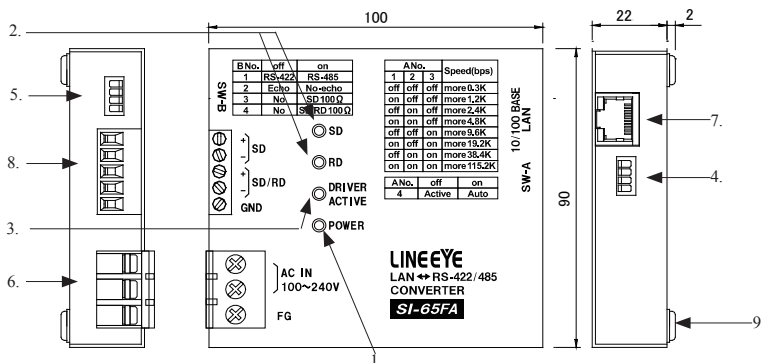 100
22
2
2.
5.
8.
3.
6.
1
7.
4.
9
90
SW-B
B No. off on
1 RS-422 RS-485
2 Echo No-echo
3 No SD100Ω
4 No SD/RD100Ω
A No. Speed(bps)
1 2 3
off off off more 0.3K
on off off more 1.2K
off on off more 2.4K
on on off more 4.8K
off off on more 9.6K
on off on more 19.2K
off on on more 38.4K
on on on more 115.2K
A No. off on
4 Active Auto
10/100 BASE
LAN
SW-A
+
SD
-
+
SD/RD
-
GND
SD
RD
DRIVER
ACTIVE
POWER
AC IN
100~240V
FG
LINEEYE
LAN ↔ RS-422/485
CONVERTER
SI-65FA